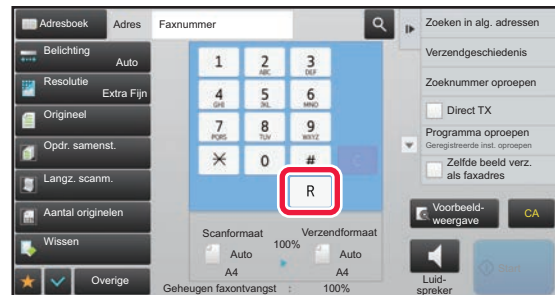 Adresboek
Adres
Faxnummer
Belichting
Auto
Resolutie
Extra Fijn
Origineel
Opdr. samenst.
Langz. scanm.
Aantal originelen
Wissen
Overige
1
2
ABC
3
DEF
4
GHI
5
JKL
6
MNO
7
PQRS
8
TUV
9
WXYZ
0
#
C
R
Scanformaat
100%
Verzendformaat
Auto
A4
Auto
A4
Geheugen faxontvangst : 100%
Zoeken in alg. adressen
Verzendgeschiedenis
Zoeknummer oproepen
Direct TX
Programma oproepen
Geregistreerde inst. oproepen
Zelfde beeld verz.
als faxadres
Voorbeeld-
weergave
CA
Luid-
spreker
Start